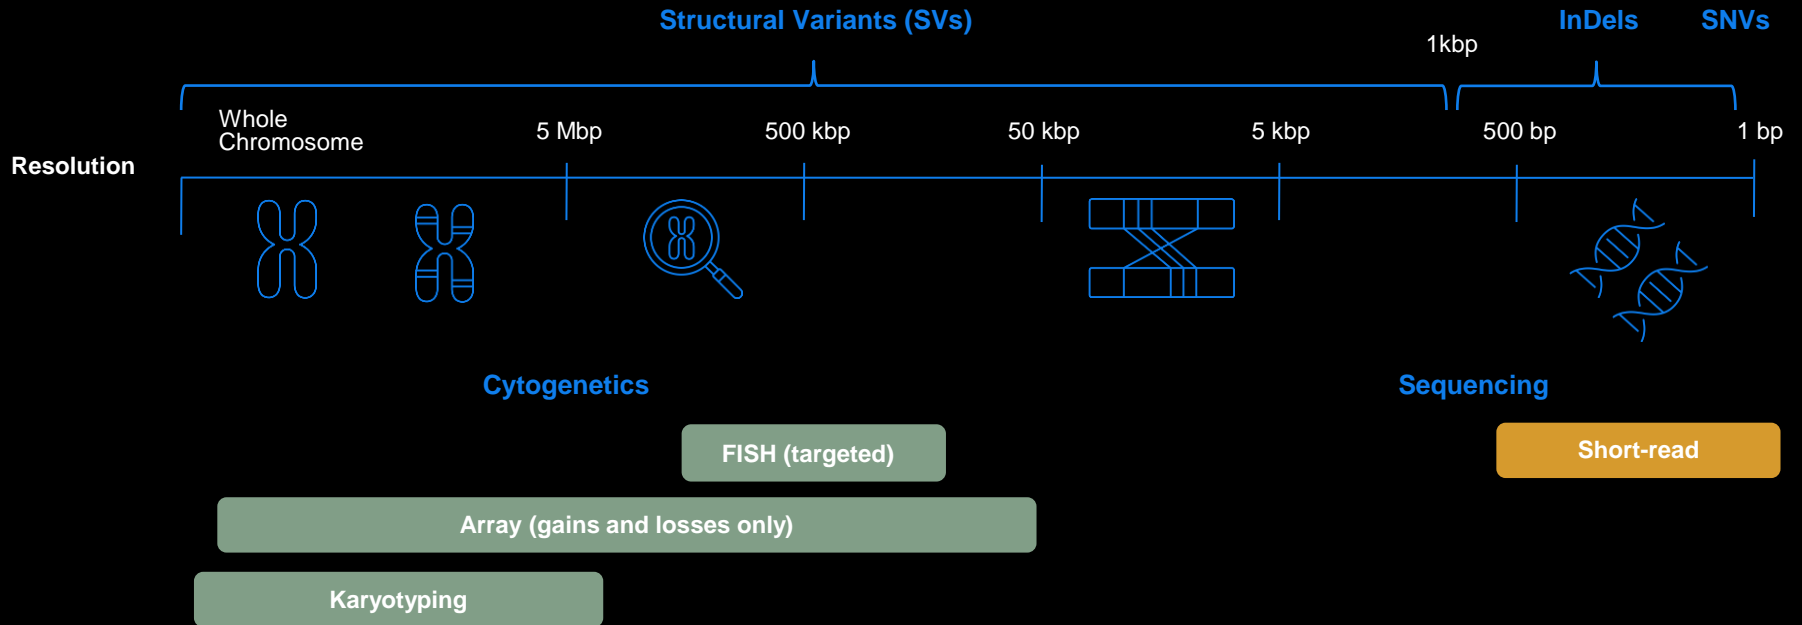 Structural Variants (SVs)
InDels
SNVs
1kbp
Whole
Chromosome
5 Mbp
500 kbp
50 kbp
5 kbp
500 bp
1 bp
Resolution
Cytogenetics
Sequencing
FISH (targeted)
Short-read
Array (gains and losses only)
Karyotyping